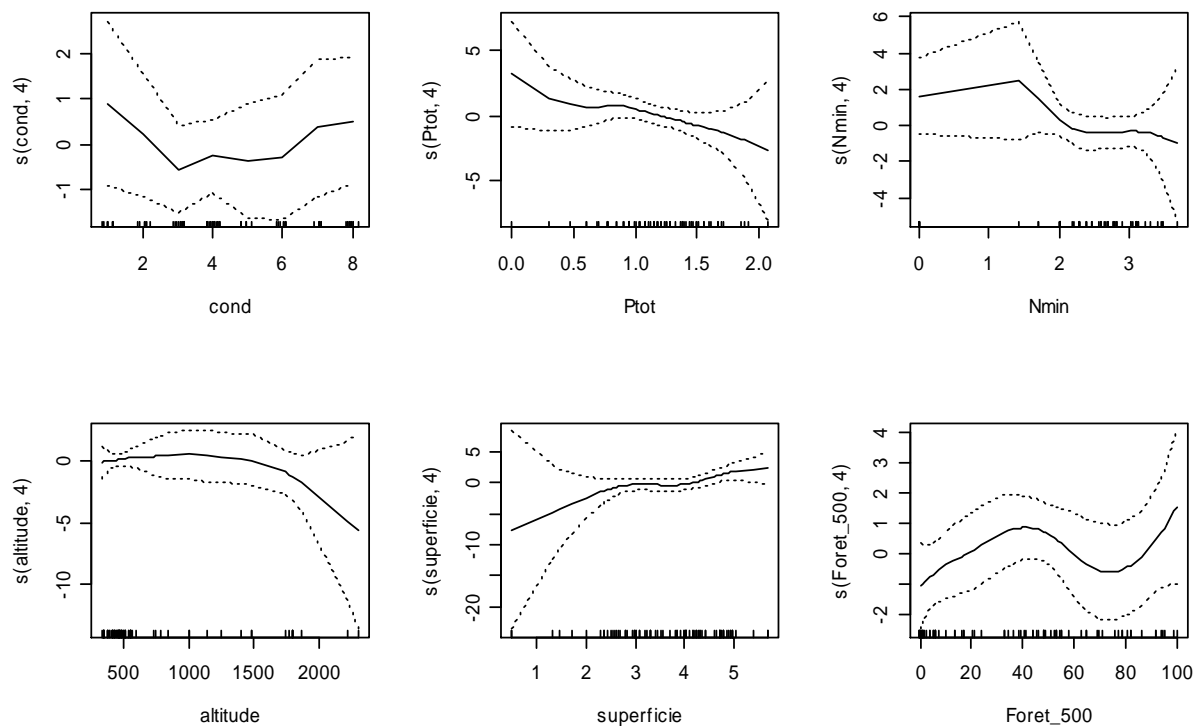 s(cond, 4)
2
1
0
-1
2 4 6 8
cond
s(Ptot, 4)
5
0
-5
0.0 0.5 1.0 1.5 2.0
Ptot
s(Nmin, 4)
6
4
2
0
-2
-4
0 1 2 3
Nmin
s(altitude, 4)
0
-5
-10
500 1000 1500 2000
altitude
s(superficie, 4)
5
0
-10
-20
1 2 3 4 5
superficie
s(Foret_500, 4)
4
3
2
1
0
-2
0 20 40 60 80 100
Foret_500